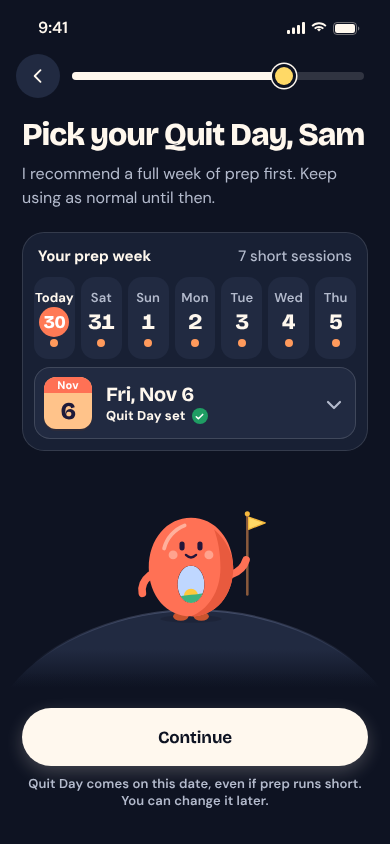 9:41
Pick your Quit Day, Sam
I recommend a full week of prep first. Keep
using as normal until then.
Your prep week
7 short sessions
Today Sat Sun Mon Tue Wed Thu
30 31 1 2 3 4 5
Nov
6
Fri, Nov 6
Quit Day set
Continue
Quit Day comes on this date, even if prep runs short.
You can change it later.